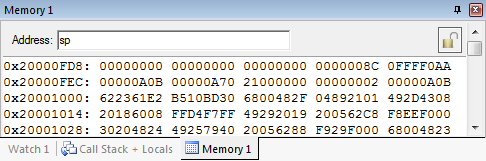 Memory 1
Address: sp
0x20000FD8: 00000000 00000000 00000000 0000008C 0FFFF0AA
0x20000FEC: 00000A0B 00000A70 21000000 00000002 00000A0B
0x20001000: 622361E2 B510BD30 6800482F 04892101 492D4308
0x20001014: 20186008 FFD4F7FF 49292019 200562C8 F8EEF000
0x20001028: 30204824 49257940 20056288 F929F000 68004823
Watch 1 Call Stack + Locals Memory 1